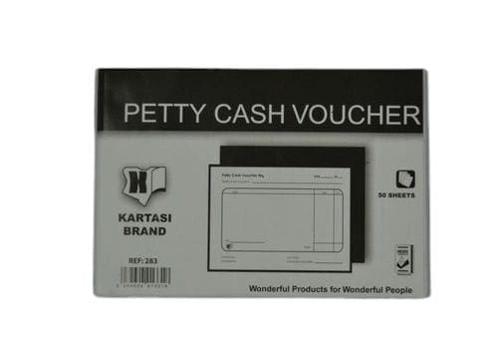 PETTY CASH VOUCHER
Petty Cash Voucher No.
50 SHEETS
KARTASI
BRAND
REF: 283
Wonderful Products for Wonderful People